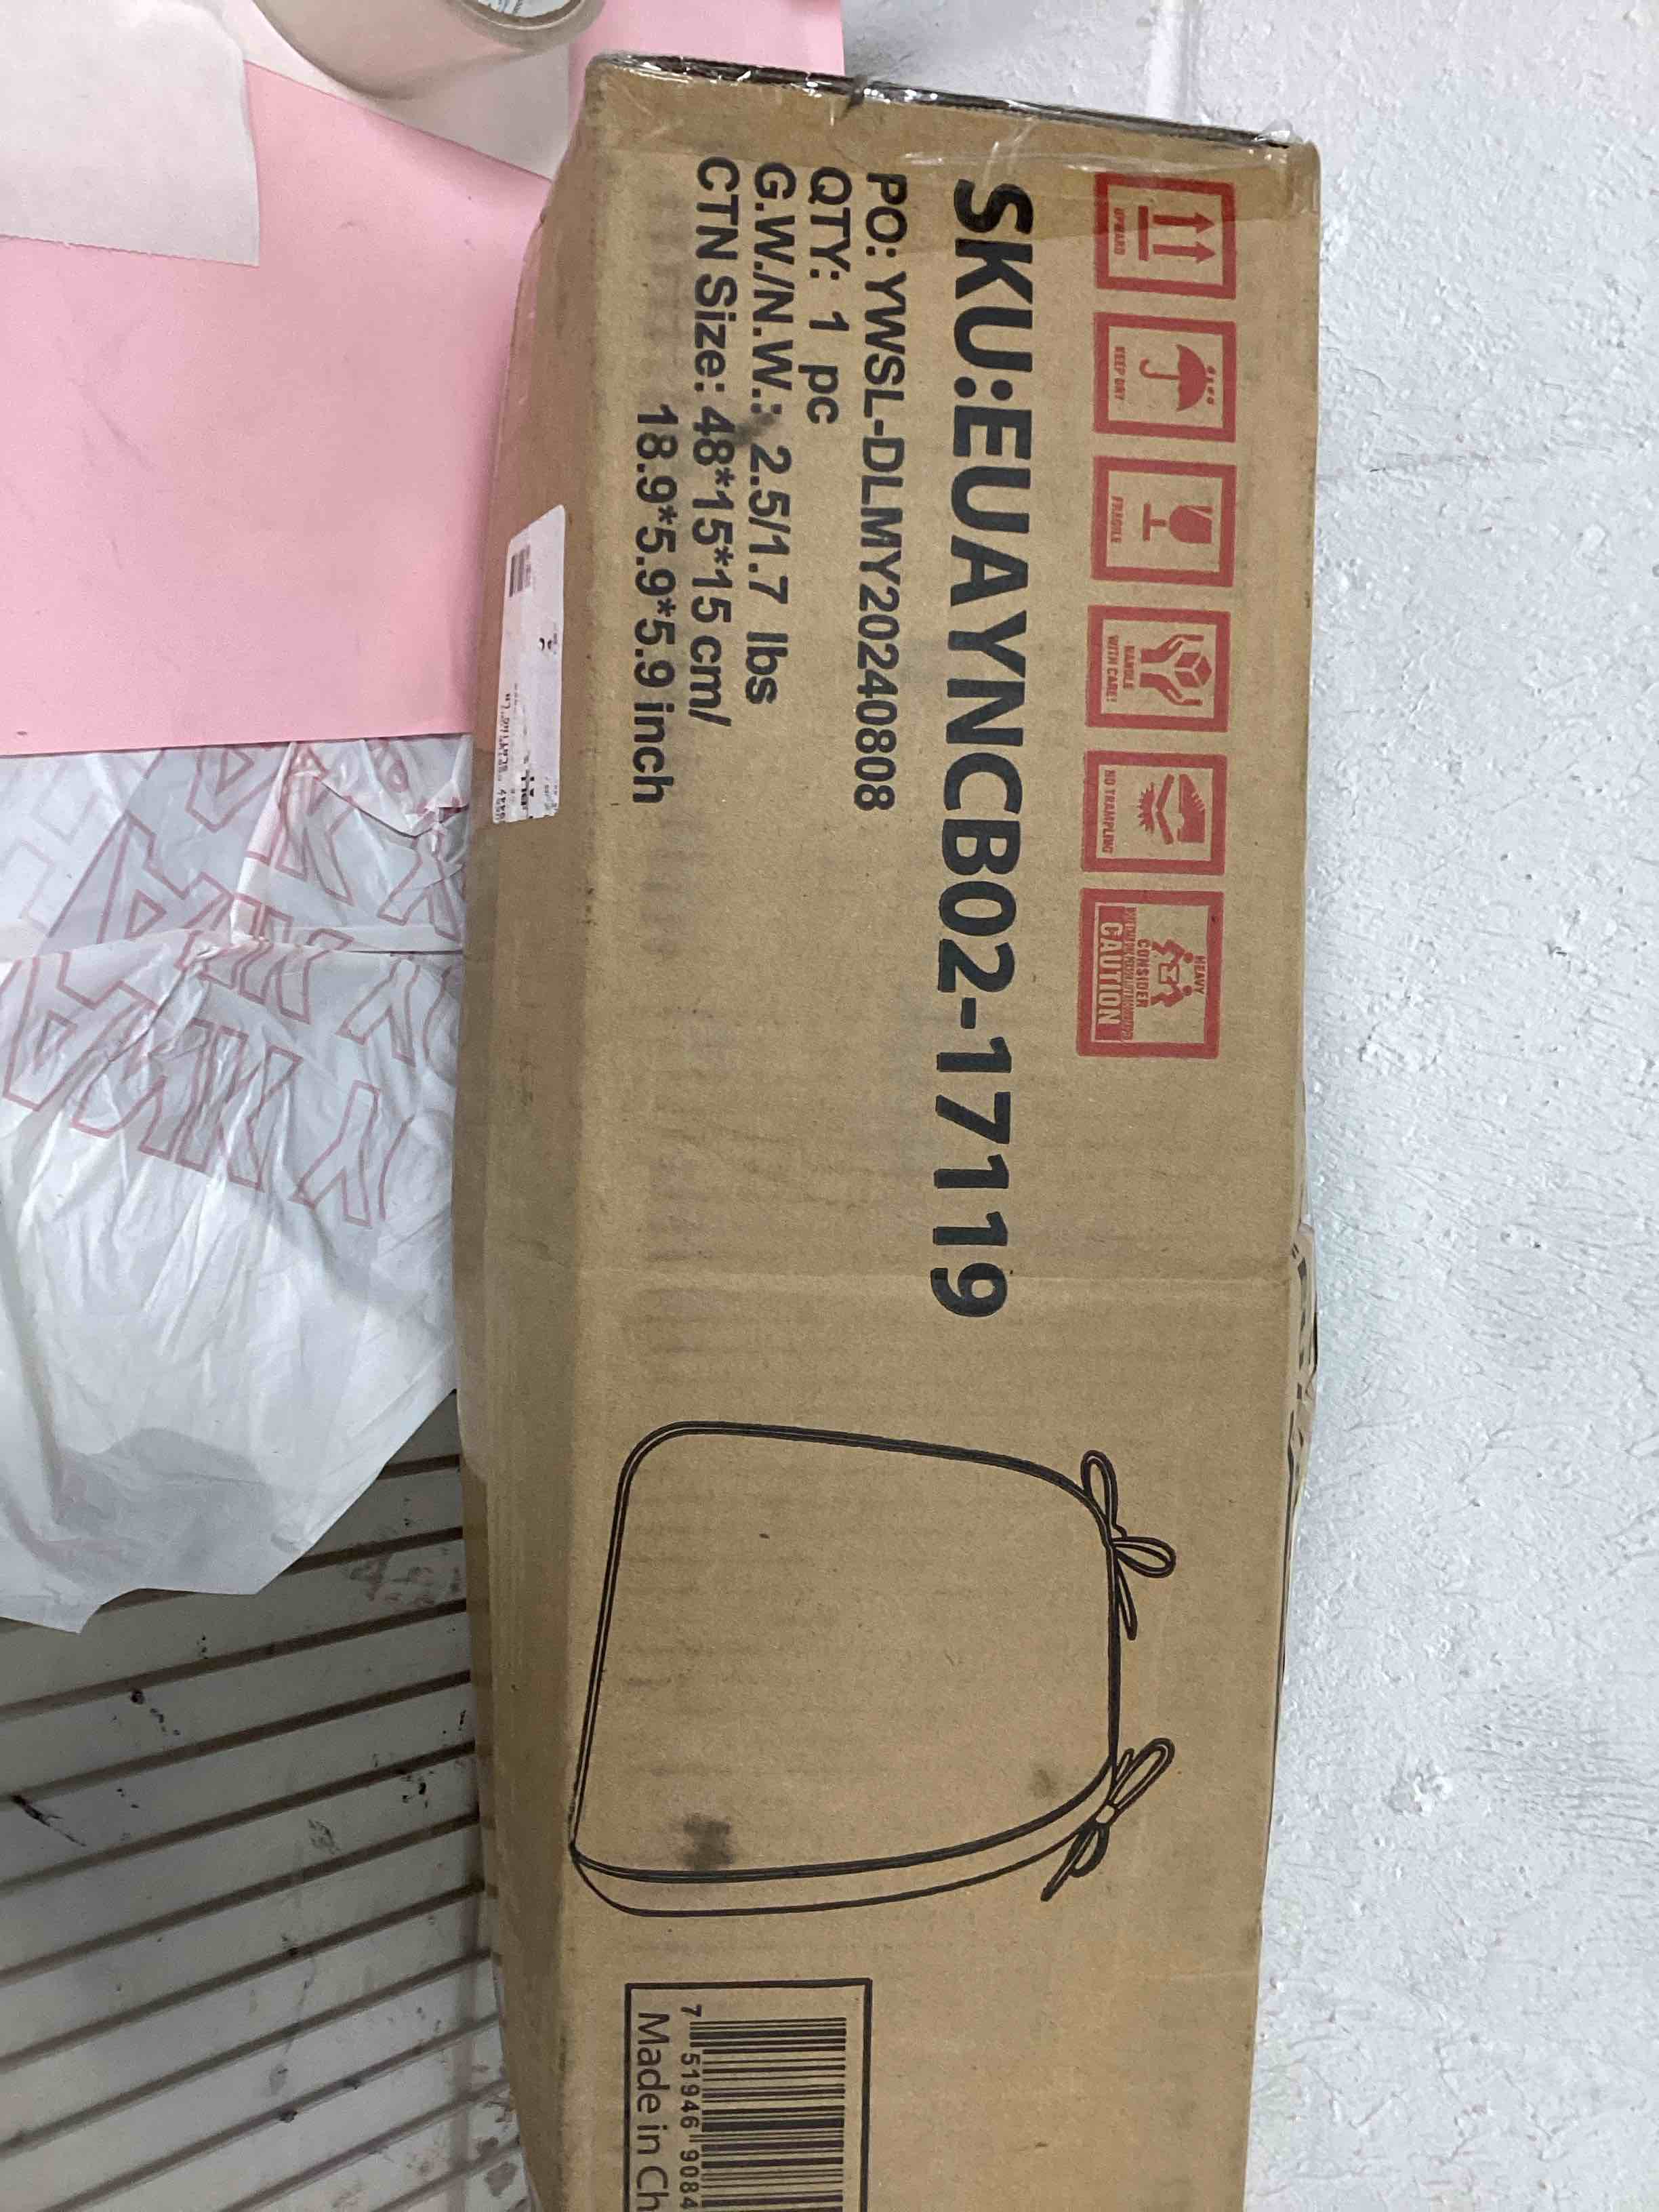 UPWARD
KEEP DRY
FRAGILE
HANDLE
WITH CARE!
NO TRAMPLING
HEAVY
CONSIDER
CAUTION
SKU:EUAYNCB02-17119
PO: YWSL-DLMY20240808
QTY: 1 pc
G.W./N.W.: 2.5/1.7 lbs
CTN Size: 48*15*15 cm/
18.9*5.9*5.9 inch
7 51946 9084
Made in Ch